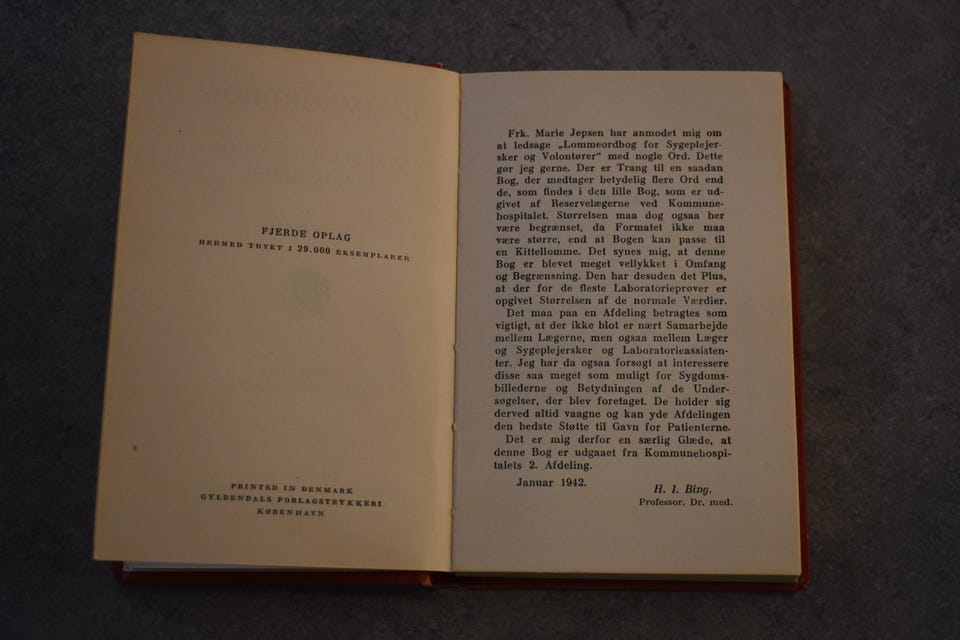 FJERDE OPLAG
HERMED TRYKT I 29.000 EKSEMPLARER
PRINTED IN DENMARK
GYLDENDALS FORLAGSTRYKKERI
KØBENHAVN
Frk. Marie Jepsen har anmodet mig om
at ledsage „Lommeordbog for Sygeplejer-
sker og Volontører“ med nogle Ord. Dette
gør jeg gerne. Der er Trang til en saadan
Bog, der medtager betydelig flere Ord end
de, som findes i den lille Bog, som er ud-
givet af Reservelægerne ved Kommune-
hospitalet. Størrelsen maa dog ogsaa her
være begrænset, da Formatet ikke maa
være større, end at Bogen kan passe til
en Kittellomme. Det synes mig, at denne
Bog er blevet meget vellykket i Omfang
og Begrænsning. Den har desuden det Plus,
at der for de fleste Laboratorieprøver er
opgivet Størrelsen af de normale Værdier.
Det maa paa en Afdeling betragtes som
vigtigt, at der ikke blot er nært Samarbejde
mellem Lægerne, men ogsaa mellem Læger
og Sygeplejersker og Laboratorieassisten-
ter. Jeg har da ogsaa forsøgt at interessere
disse saa meget som muligt for Sygdoms-
billederne og Betydningen af de Under-
søgelser, der blev foretaget. De holder sig
derved altid vaagne og kan yde Afdelingen
den bedste Støtte til Gavn for Patienterne.
Det er mig derfor en særlig Glæde, at
denne Bog er udgaaet fra Kommunehospi-
talets 2. Afdeling.
Januar 1942.
H. I. Bing.
Professor. Dr. med.